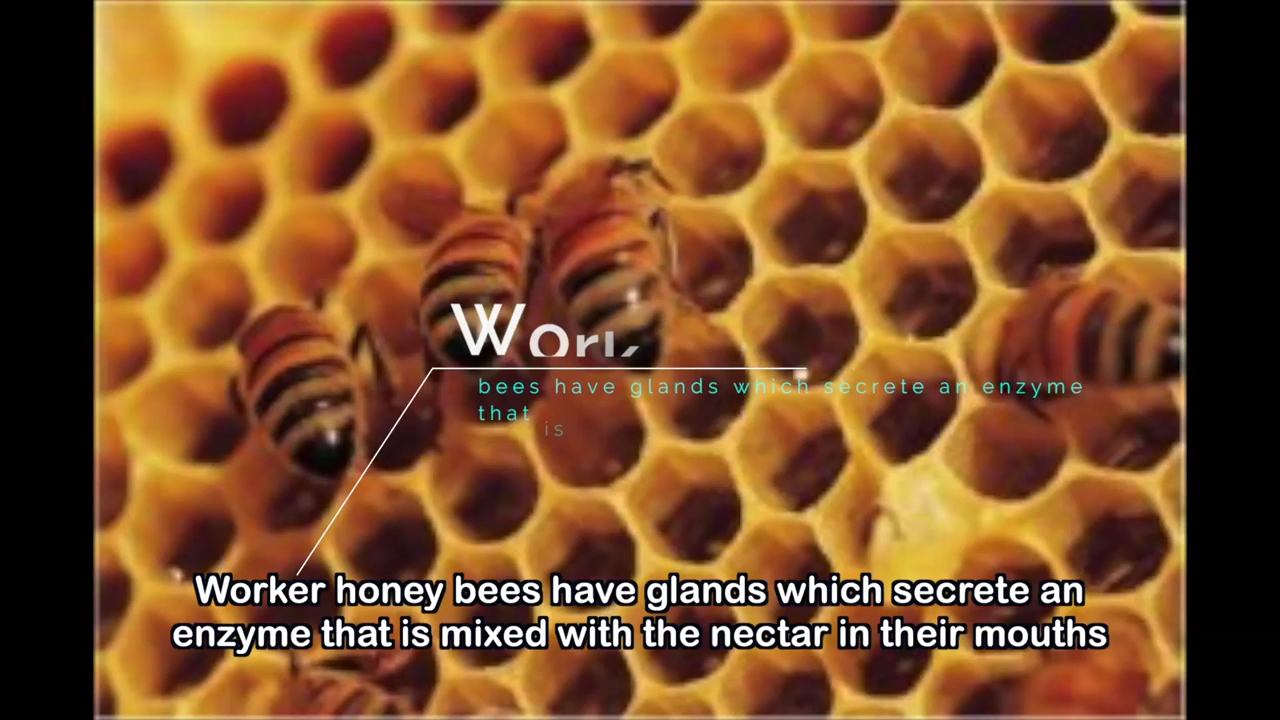 Work
bees have glands which secrete an enzyme
that is
Worker honey bees have glands which secrete an
enzyme that is mixed with the nectar in their mouths